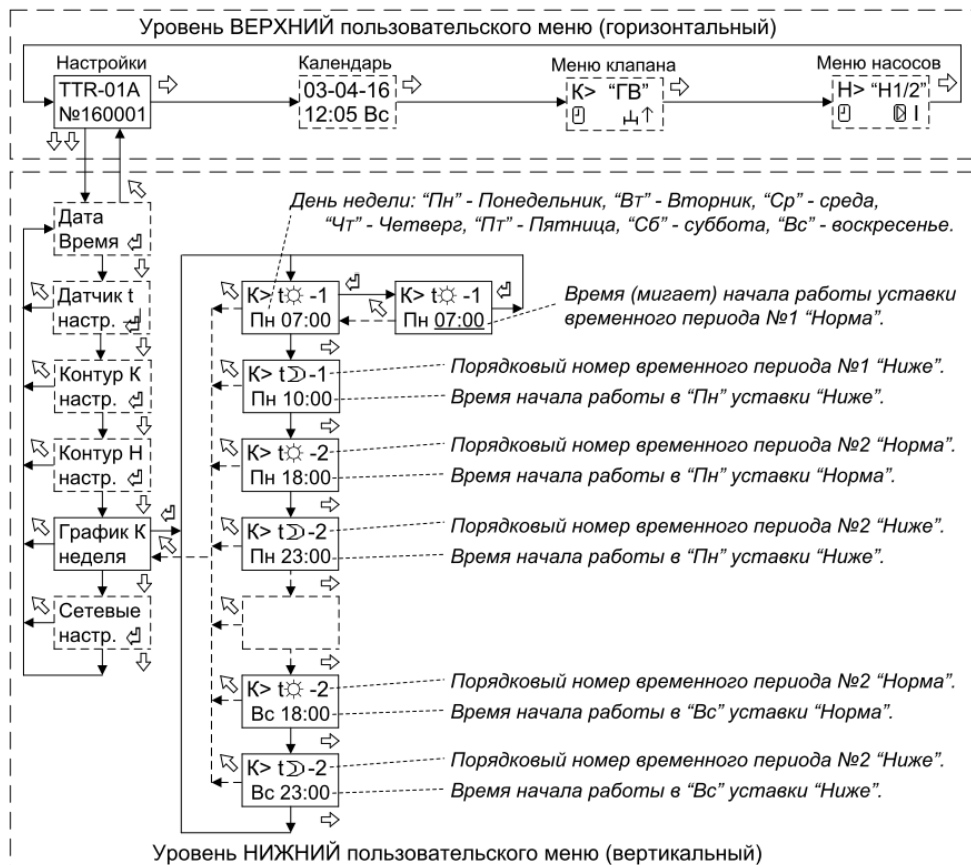 Уровень ВЕРХНИЙ пользовательского меню (горизонтальный)
Настройки
TTR-01A
№160001
Календарь
03-04-16
12:05 Вс
Меню клапана
К> “ГВ”
Меню насосов
Н> “Н1/2”
I
Дата
Время
Датчик t
настр.
Контур К
настр.
Контур Н
настр.
График К
неделя
Сетевые
настр.
День недели: “Пн” - Понедельник, “Вт” - Вторник, “Ср” - среда,
“Чт” - Четверг, “Пт” - Пятница, “Сб” - суббота, “Вс” - воскресенье.
К> t☼ -1
Пн 07:00
К> t☼ -1
Пн 07:00
Время (мигает) начала работы уставки
временного периода №1 “Норма”.
К> t☽-1
Пн 10:00
Порядковый номер временного периода №1 “Ниже”.
Время начала работы в “Пн” уставки “Ниже”.
К> t☼ -2
Пн 18:00
Порядковый номер временного периода №2 “Норма”.
Время начала работы в “Пн” уставки “Норма”.
К> t☽-2
Пн 23:00
Порядковый номер временного периода №2 “Ниже”.
Время начала работы в “Пн” уставки “Ниже”.
К> t☼ -2
Вс 18:00
Порядковый номер временного периода №2 “Норма”.
Время начала работы в “Вс” уставки “Норма”.
К> t☽-2
Вс 23:00
Порядковый номер временного периода №2 “Ниже”.
Время начала работы в “Вс” уставки “Ниже”.
Уровень НИЖНИЙ пользовательского меню (вертикальный)